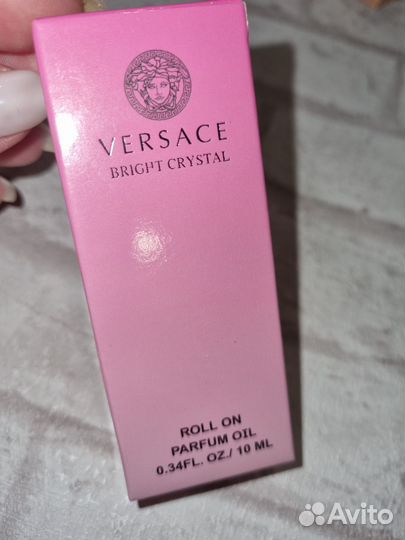 VERSACE
BRIGHT CRYSTAL
ROLL ON
PARFUM OIL
0.34FL. OZ./ 10 ML
Avito